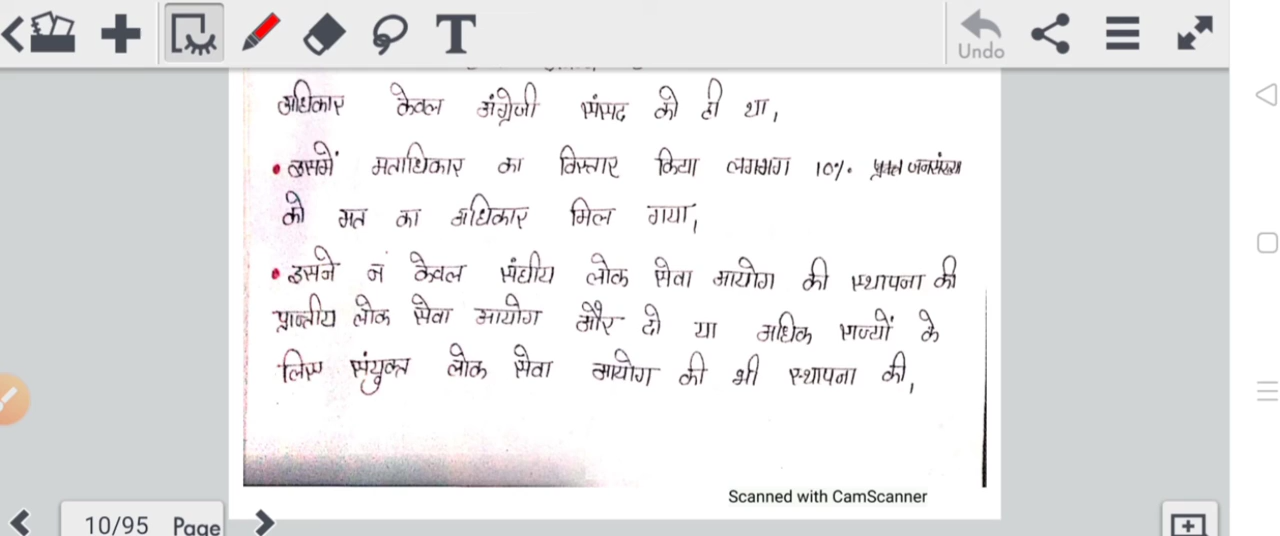 Undo
अधिकार केवल अंग्रेजी संसद को ही था,
• इसमें मताधिकार का विस्तार किया लगभग 10% जनसंख्या
को मत का अधिकार मिल गया,
• इसने न केवल संघीय लोक सेवा आयोग की स्थापना की
प्रान्तीय लोक सेवा आयोग और दो या अधिक राज्यों के
लिए संयुक्त लोक सेवा आयोग की भी स्थापना की,
Scanned with CamScanner
10/95 Page